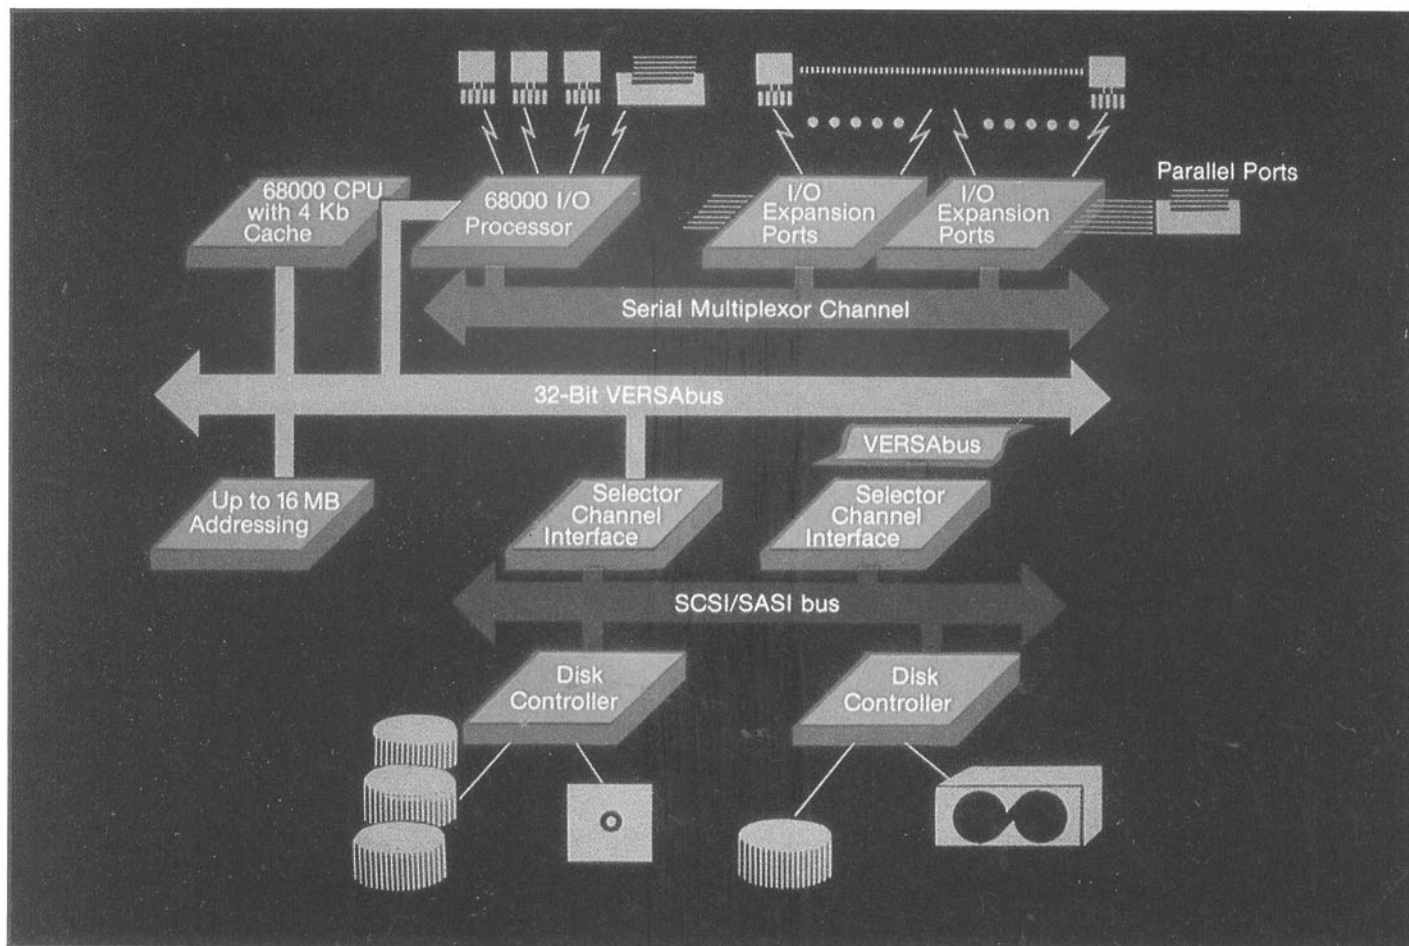 Parallel Ports
68000 CPU
with 4 Kb
Cache
68000 I/O
Processor
I/O
Expansion
Ports
I/O
Expansion
Ports
Serial Multiplexor Channel
32-Bit VERSAbus
VERSAbus
Up to 16 MB
Addressing
Selector
Channel
Interface
Selector
Channel
Interface
SCSI/SASI bus
Disk
Controller
Disk
Controller